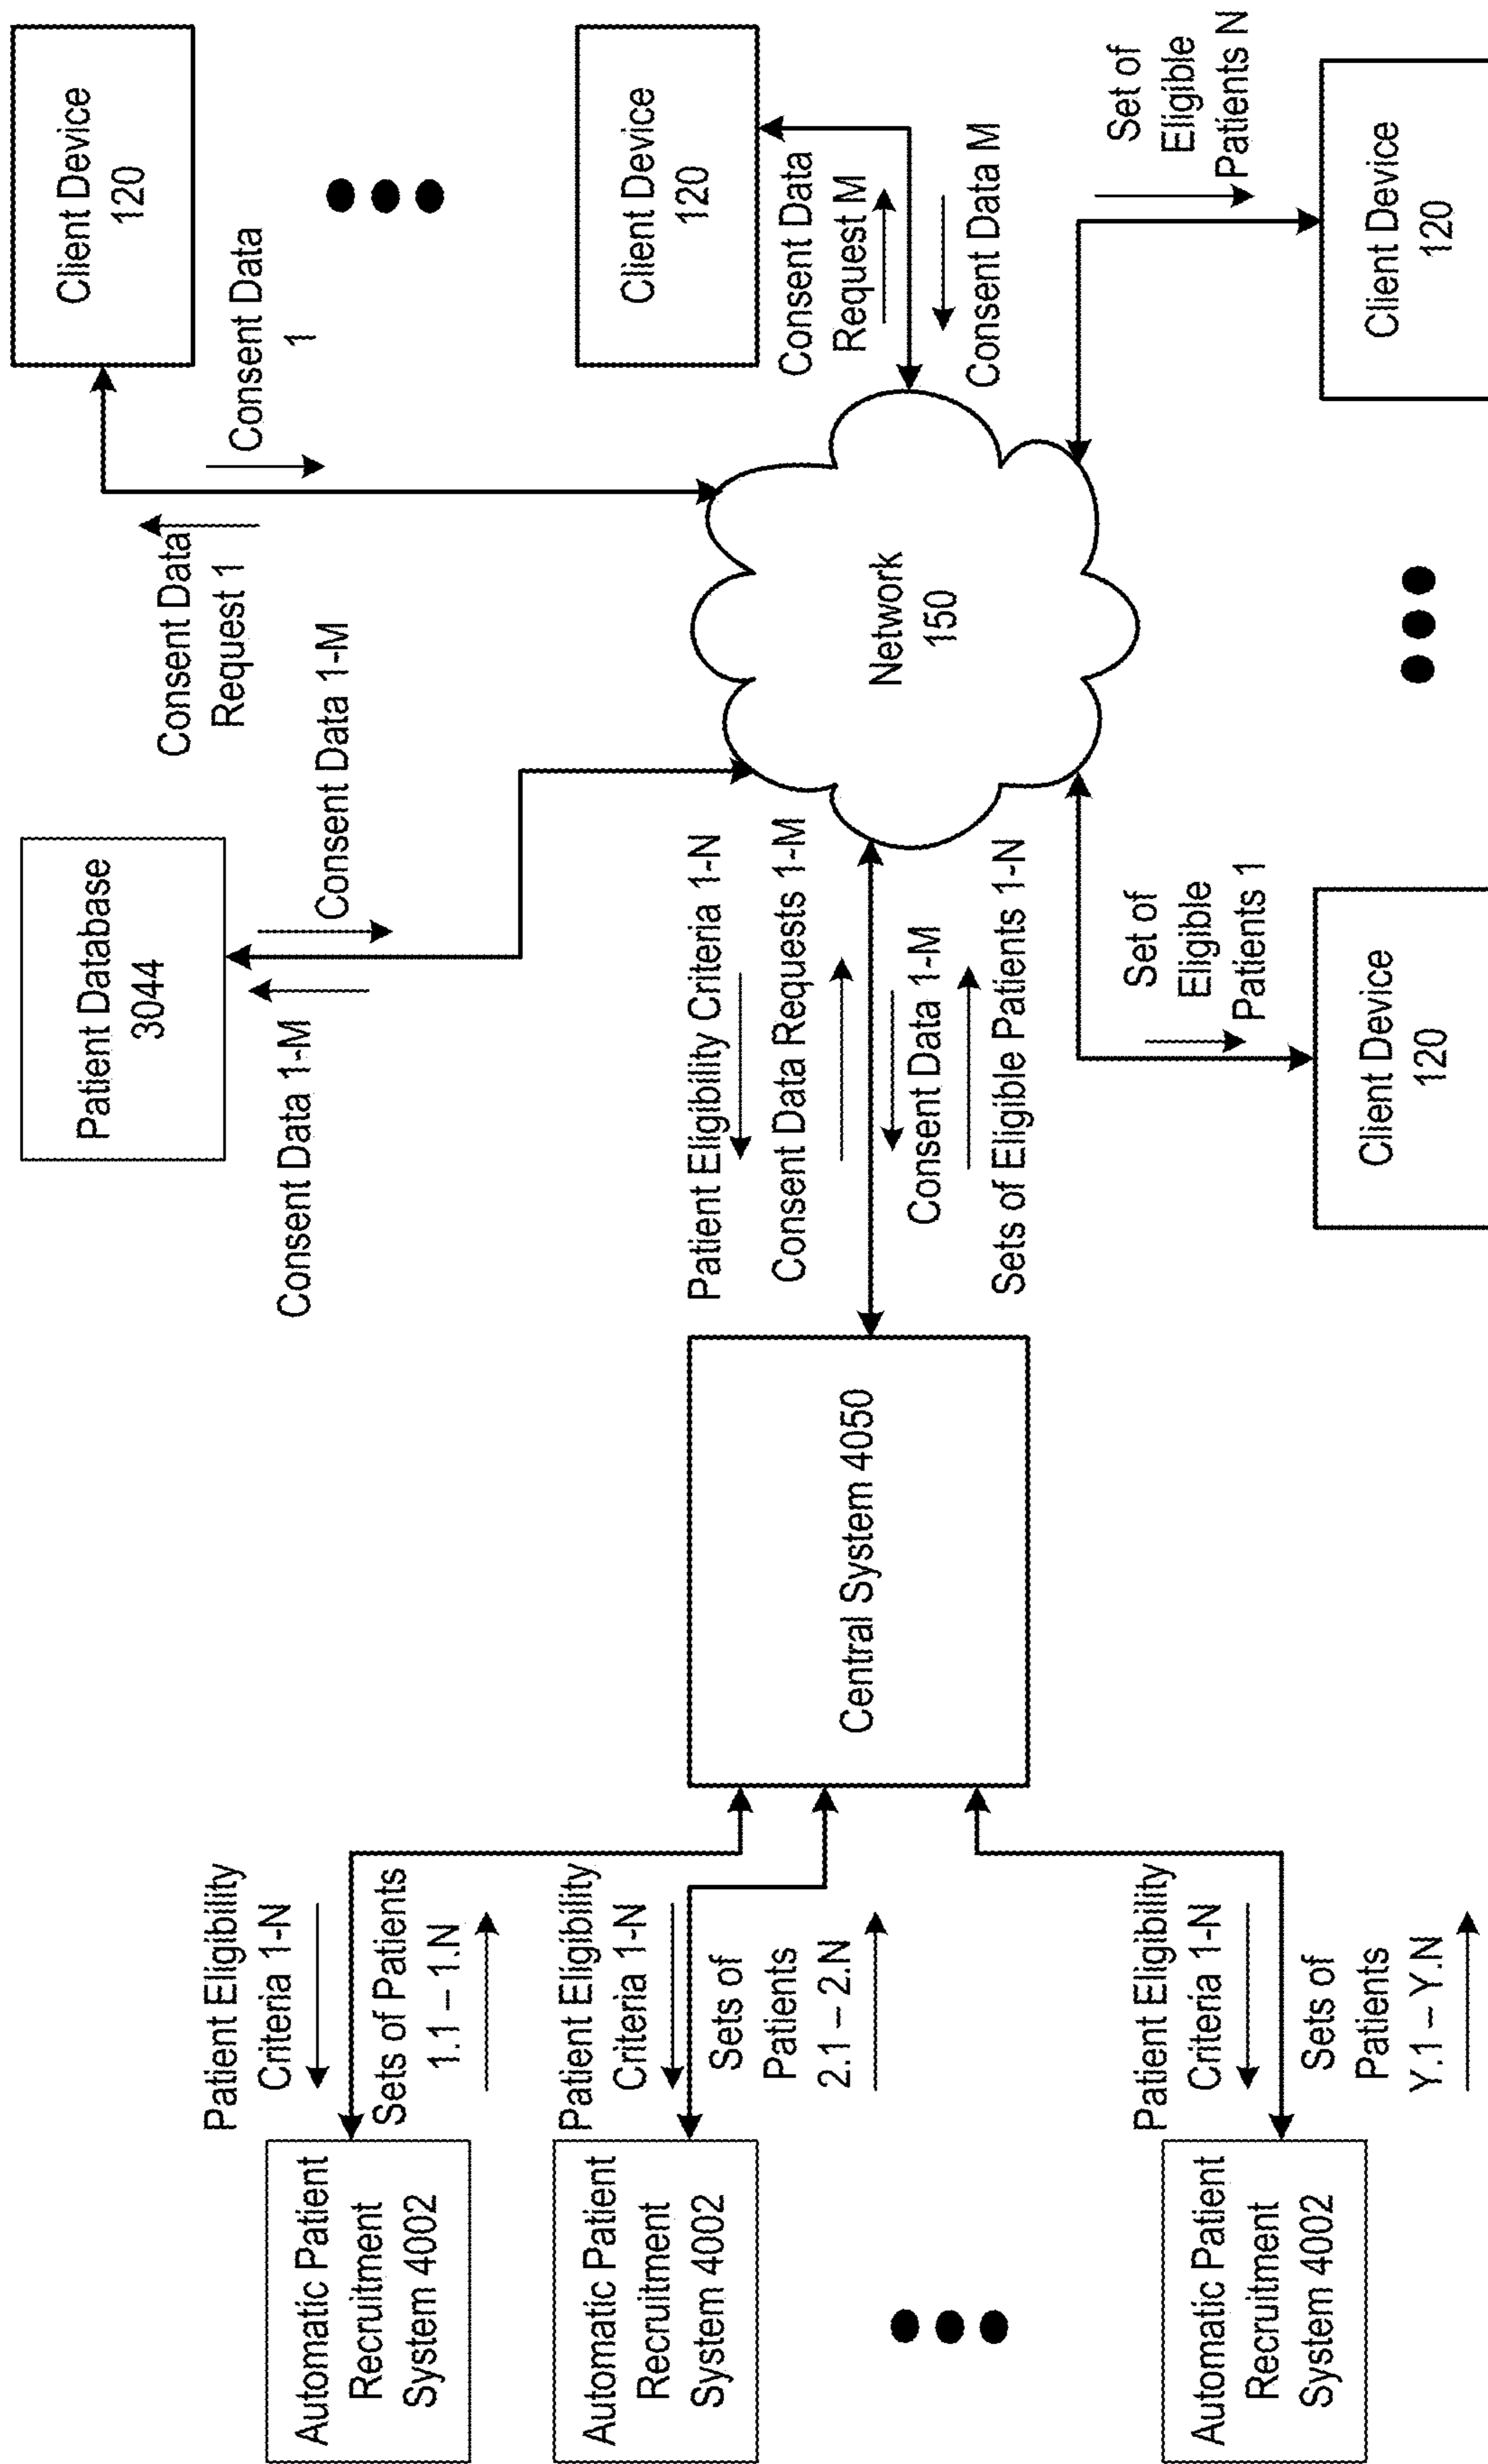 Automatic Patient
Recruitment
System 4002
Patient Eligibility
Criteria 1-N
Sets of Patients
1.1 – 1.N
Automatic Patient
Recruitment
System 4002
Patient Eligibility
Criteria 1-N
Sets of
Patients
2.1 – 2.N
Automatic Patient
Recruitment
System 4002
Patient Eligibility
Criteria 1-N
Sets of
Patients
Y.1 – Y.N
Central System 4050
Patient Eligibility Criteria 1-N
Consent Data Requests 1-M
Consent Data 1-M
Sets of Eligible Patients 1-N
Patient Database
3044
Consent Data 1-M
Consent Data 1-M
Network
150
Consent Data
Request 1
Consent Data
1
Client Device
120
Client Device
120
Consent Data
Request M
Consent Data M
Set of
Eligible
Patients 1
Client Device
120
Set of
Eligible
Patients N
Client Device
120